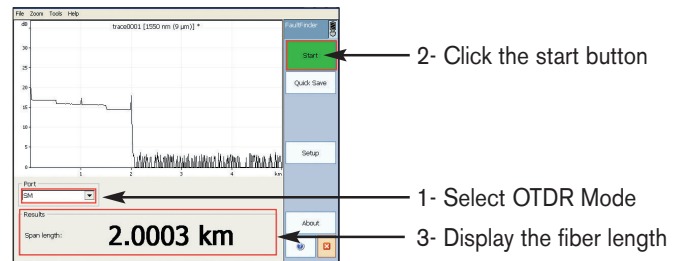 File Zoom Tools Help
dB
trace0001 [1550 nm (9 µm)] *
FaultFinder
30
25
20
15
10
5
0
1 2 3 4 km
Start
2- Click the start button
Quick Save
Setup
Port
SM
1- Select OTDR Mode
Results
Span length: 2.0003 km
About
3- Display the fiber length